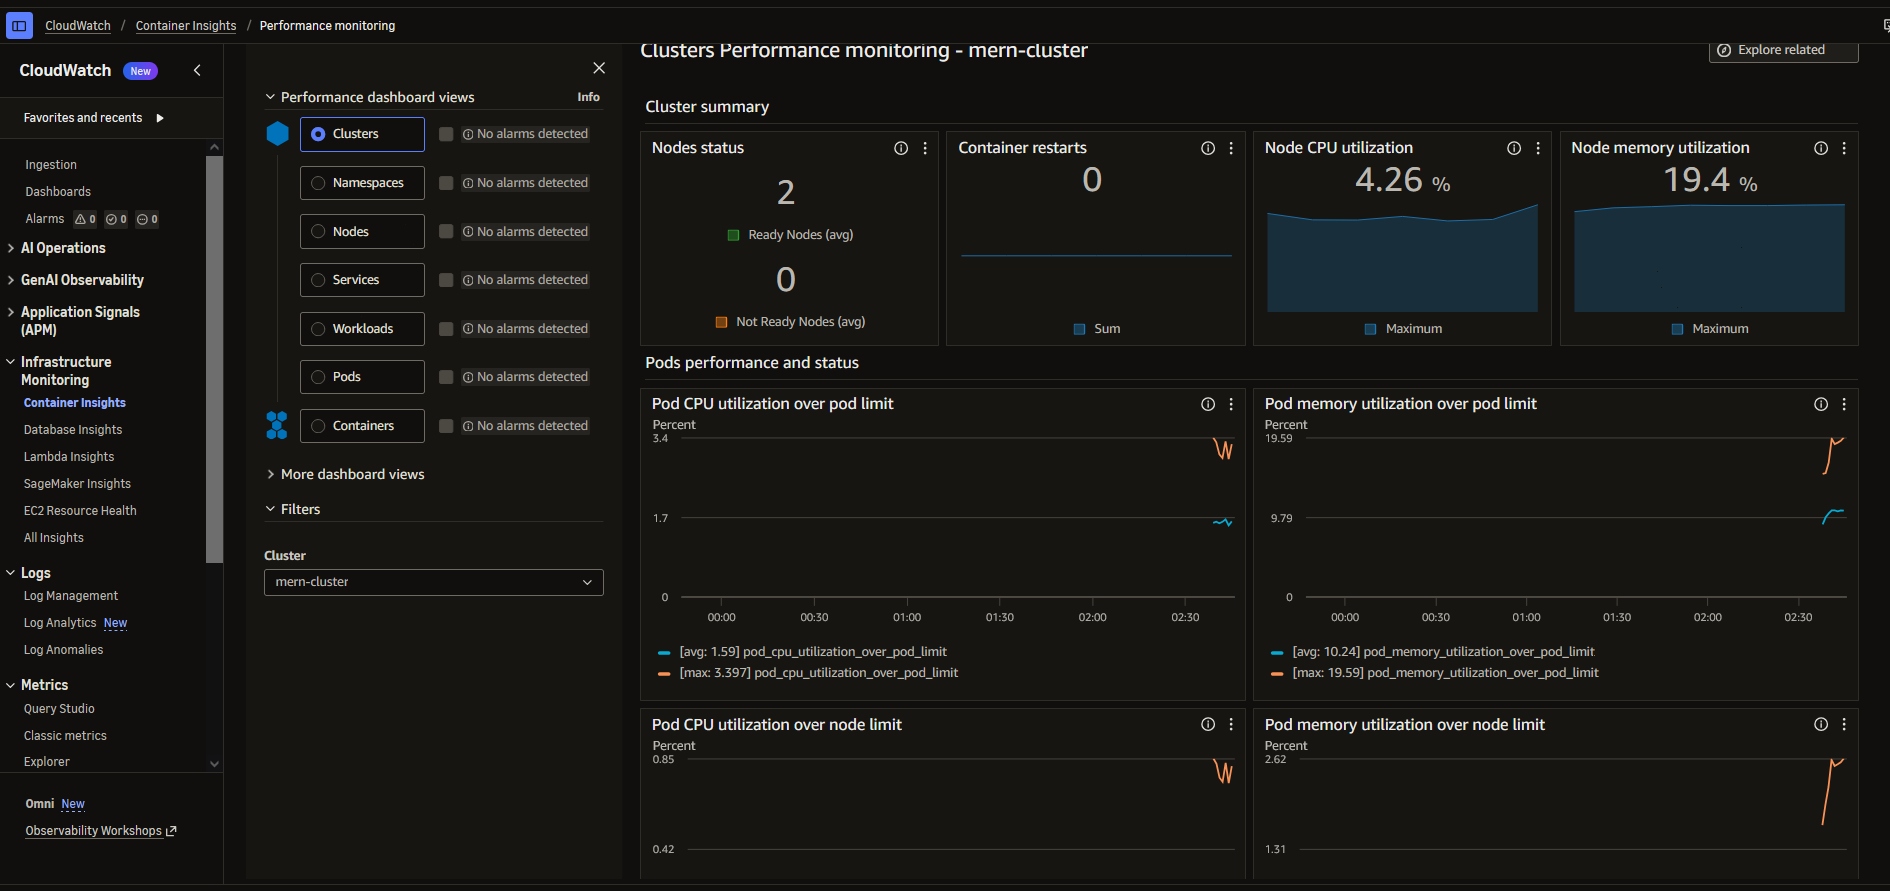 CloudWatch / Container Insights / Performance monitoring
CloudWatch New
Favorites and recents
Ingestion
Dashboards
Alarms 0 0 0
AI Operations
GenAI Observability
Application Signals
(APM)
Infrastructure
Monitoring
Container Insights
Database Insights
Lambda Insights
SageMaker Insights
EC2 Resource Health
All Insights
Logs
Log Management
Log Analytics New
Log Anomalies
Metrics
Query Studio
Classic metrics
Explorer
Omni New
Observability Workshops
Performance dashboard views Info
Clusters No alarms detected
Namespaces No alarms detected
Nodes No alarms detected
Services No alarms detected
Workloads No alarms detected
Pods No alarms detected
Containers No alarms detected
More dashboard views
Filters
Cluster
mern-cluster
Clusters Performance monitoring - mern-cluster
Explore related
Cluster summary
Nodes status
2
Ready Nodes (avg)
0
Not Ready Nodes (avg)
Container restarts
0
Sum
Node CPU utilization
4.26 %
Maximum
Node memory utilization
19.4 %
Maximum
Pods performance and status
Pod CPU utilization over pod limit
Percent
3.4
1.7
0
00:00 00:30 01:00 01:30 02:00 02:30
[avg: 1.59] pod_cpu_utilization_over_pod_limit
[max: 3.397] pod_cpu_utilization_over_pod_limit
Pod memory utilization over pod limit
Percent
19.59
9.79
0
00:00 00:30 01:00 01:30 02:00 02:30
[avg: 10.24] pod_memory_utilization_over_pod_limit
[max: 19.59] pod_memory_utilization_over_pod_limit
Pod CPU utilization over node limit
Percent
0.85
0.42
Pod memory utilization over node limit
Percent
2.62
1.31